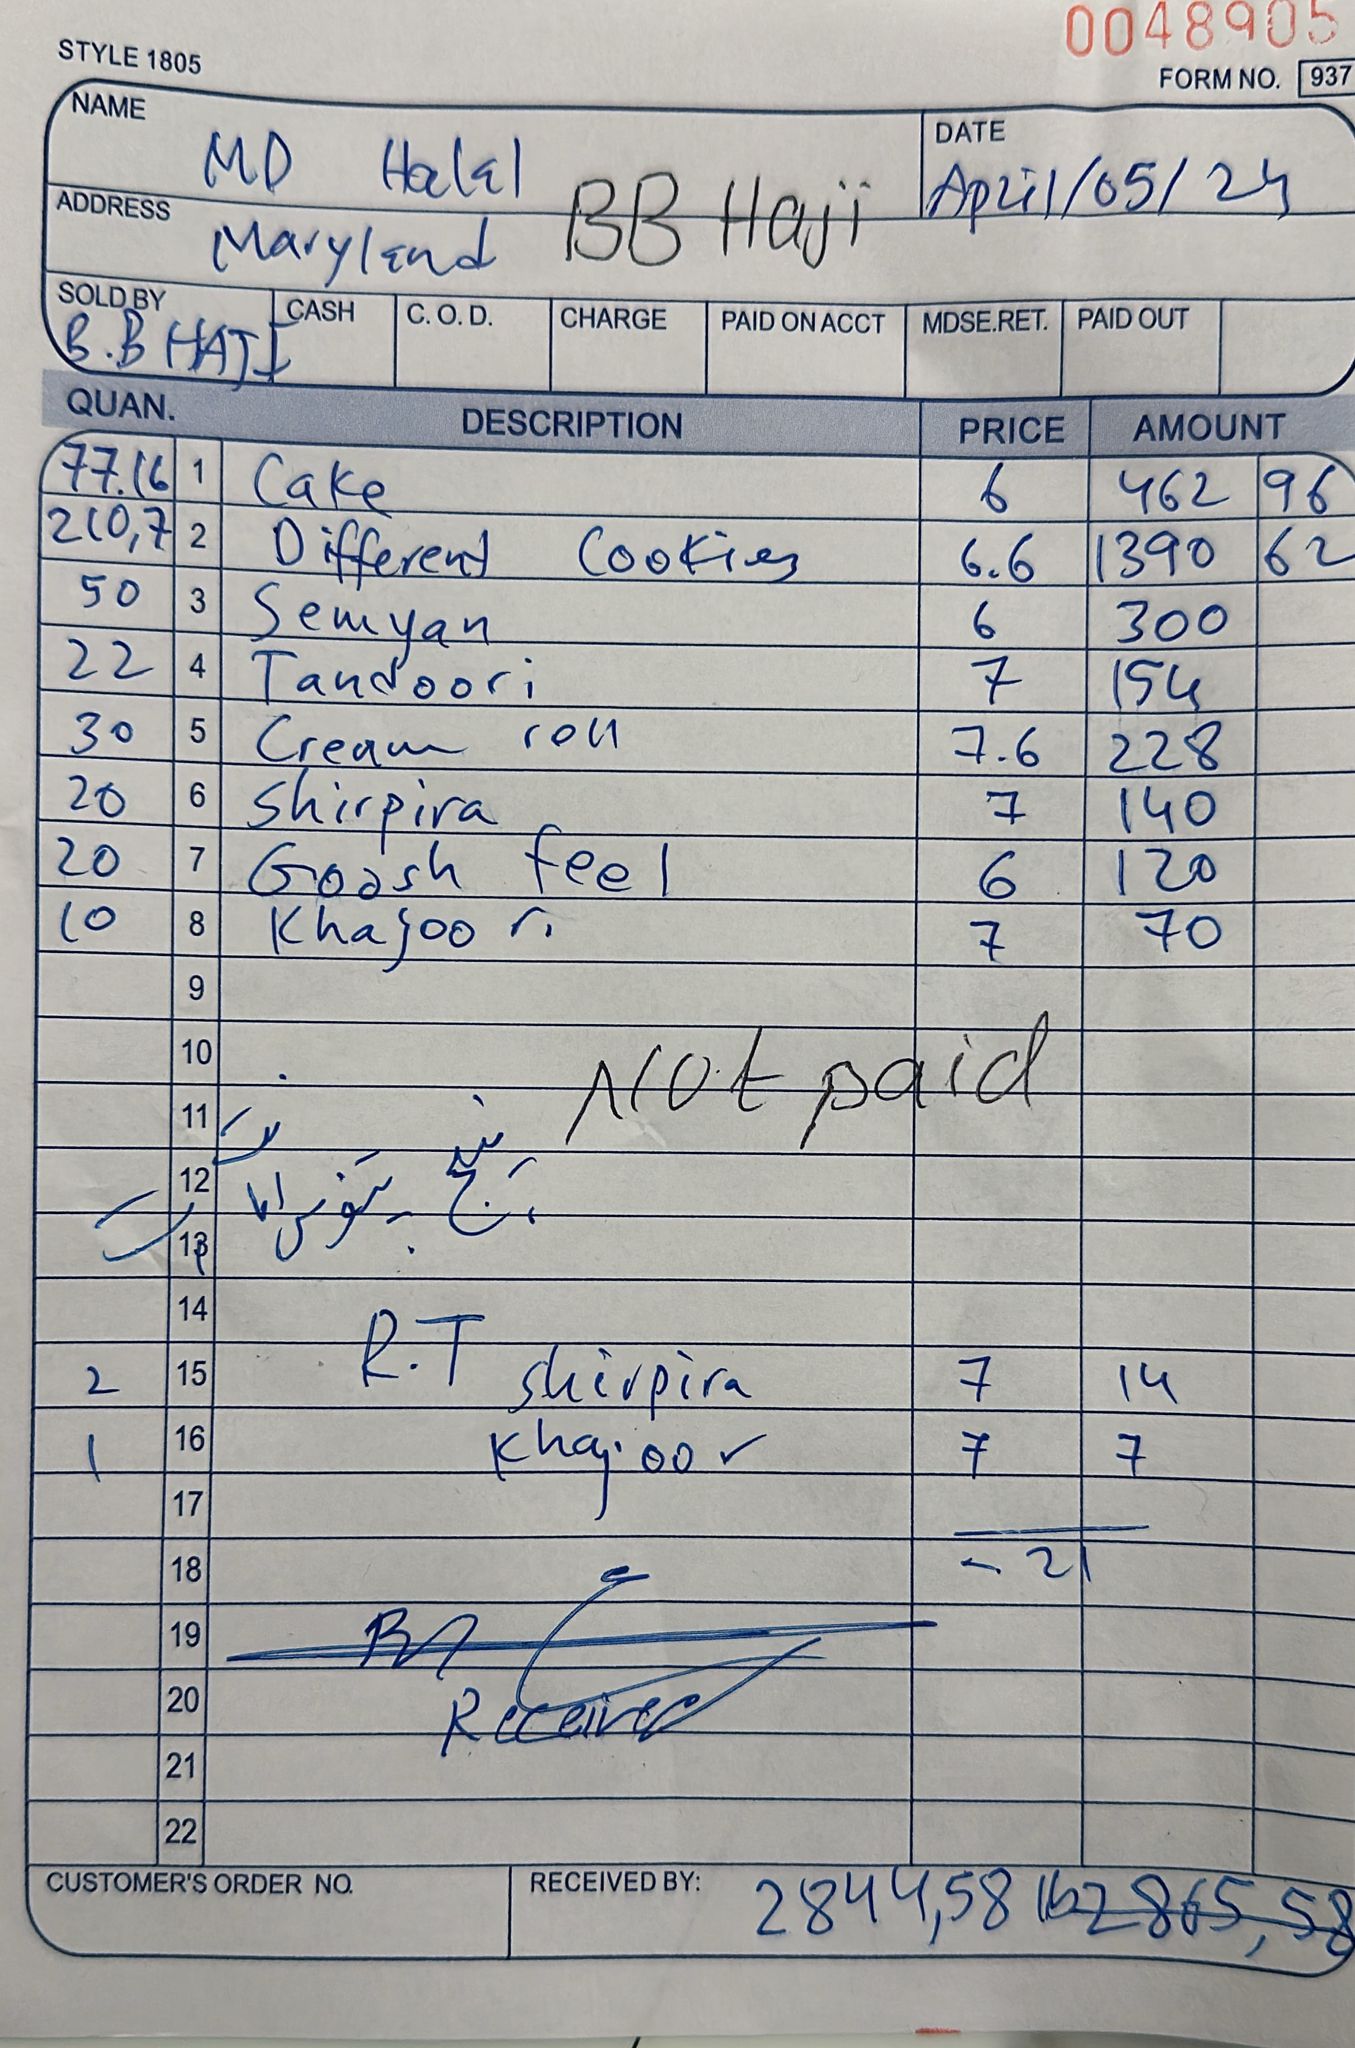 0048905
STYLE 1805
FORM NO. 937
NAME MD Halal
DATE April/05/24
ADDRESS Maryland BB Haji
SOLD BY B.B HAJI CASH C. O. D. CHARGE PAID ON ACCT MDSE.RET. PAID OUT
QUAN. DESCRIPTION PRICE AMOUNT
77.16 1 Cake 6 462 96
210,7 2 Different Cookies 6.6 1390 62
50 3 Semyan 6 300
22 4 Tandoori 7 154
30 5 Cream roll 7.6 228
20 6 Shirpira 7 140
20 7 Goash feel 6 120
10 8 Khajoor 7 70
9
10 Not paid
11
12
13
14 R.T
2 15 shirpira 7 14
1 16 Khajoor 7 7
17
18 - 21
19
20 Received
21
22
CUSTOMER'S ORDER NO. RECEIVED BY: 2844,58 2865,58